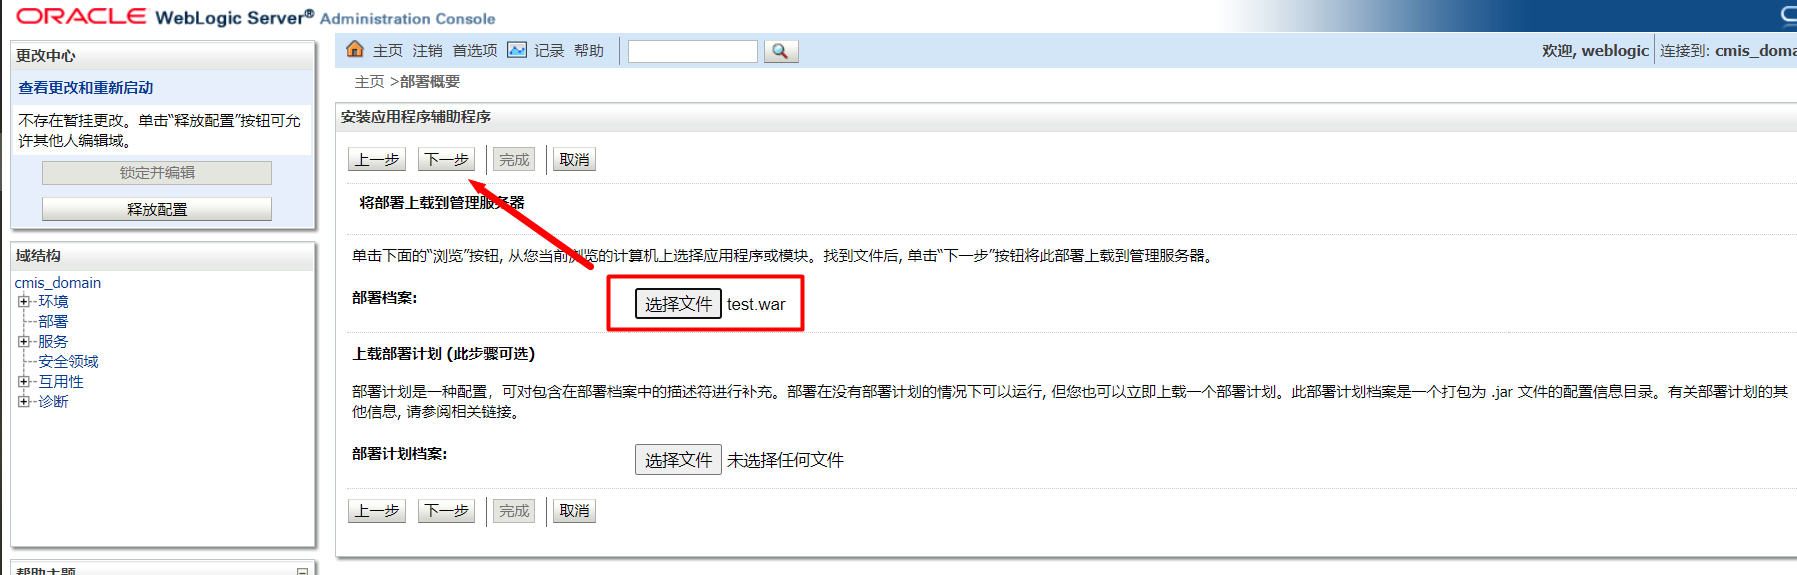 ORACLE WebLogic Server® Administration Console
更改中心
查看更改和重新启动
不存在暂挂更改。单击“释放配置”按钮可允
许其他人编辑域。
锁定并编辑
释放配置
域结构
cmis_domain
环境
部署
服务
安全领域
互用性
诊断
主页 注销 首选项 记录 帮助
欢迎, weblogic 连接到: cmis_doma
主页 >部署概要
安装应用程序辅助程序
上一步 下一步 完成 取消
将部署上载到管理服务器
单击下面的“浏览”按钮, 从您当前浏览的计算机上选择应用程序或模块。找到文件后, 单击“下一步”按钮将此部署上载到管理服务器。
部署档案: 选择文件 test.war
上载部署计划 (此步骤可选)
部署计划是一种配置，可对包含在部署档案中的描述符进行补充。部署在没有部署计划的情况下可以运行, 但您也可以立即上载一个部署计划。此部署计划档案是一个打包为 .jar 文件的配置信息目录。有关部署计划的其
他信息, 请参阅相关链接。
部署计划档案: 选择文件 未选择任何文件
上一步 下一步 完成 取消